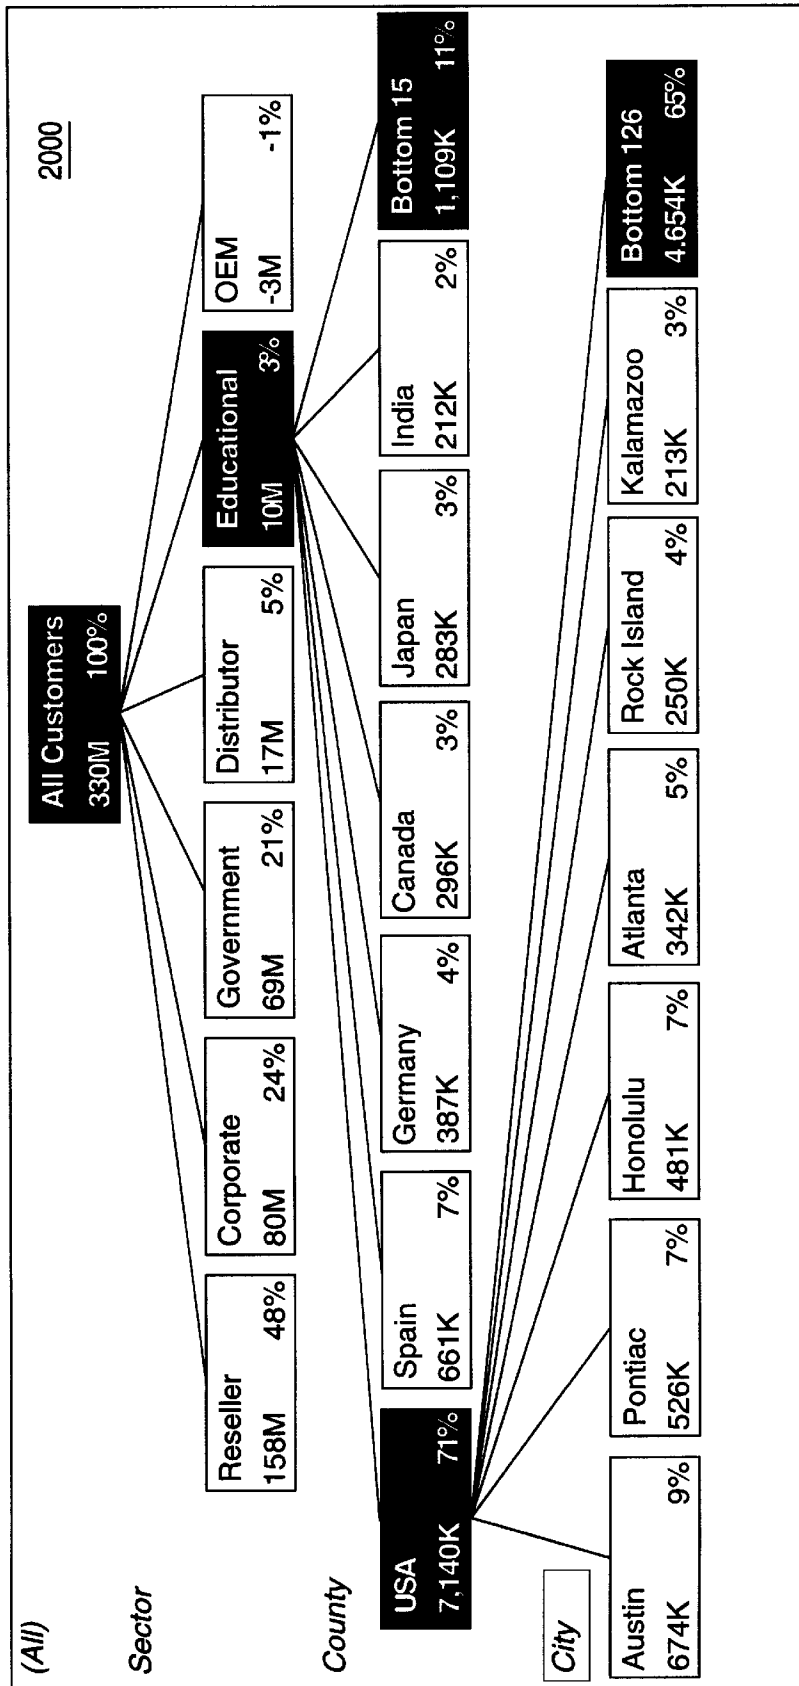 (All)
2000
All Customers
330M 100%
Sector
Reseller
158M 48%
Corporate
80M 24%
Government
69M 21%
Distributor
17M 5%
Educational
10M 3%
OEM
-3M -1%
County
USA
7,140K 71%
Spain
661K 7%
Germany
387K 4%
Canada
296K 3%
Japan
283K 3%
India
212K 2%
Bottom 15
1,109K 11%
City
Austin
674K 9%
Pontiac
526K 7%
Honolulu
481K 7%
Atlanta
342K 5%
Rock Island
250K 4%
Kalamazoo
213K 3%
Bottom 126
4.654K 65%